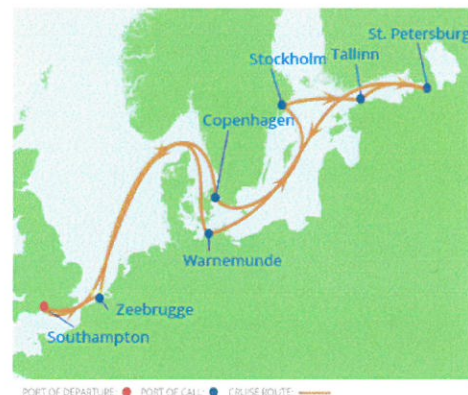 St. Petersburg
Stockholm
Tallinn
Copenhagen
Warnemunde
Zeebrugge
Southampton
PORT OF DEPARTURE:
PORT OF CALL:
CRUISE ROUTE: